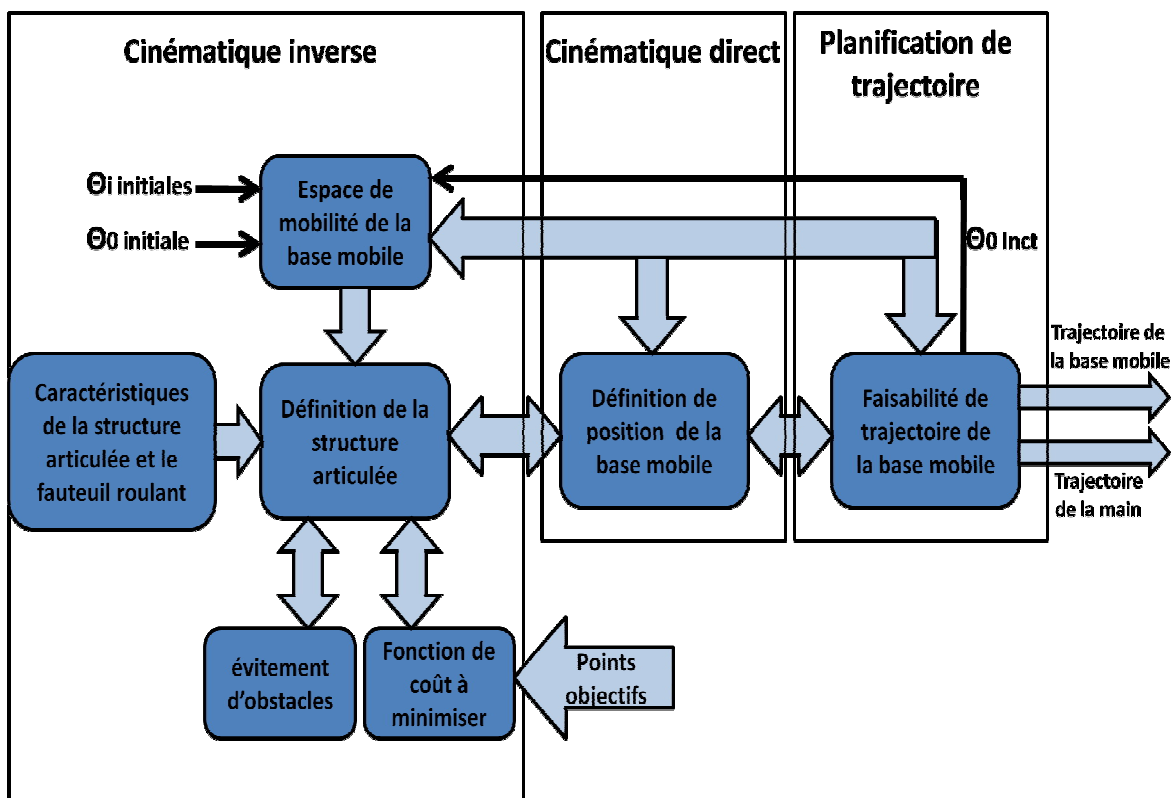 Cinématique inverse
Cinématique direct
Planification de
trajectoire
Θi initiales
Θ0 initiale
Espace de
mobilité de la
base mobile
Θ0 Inct
Caractéristiques
de la structure
articulée et le
fauteuil roulant
Définition de la
structure
articulée
Définition de
position de la
base mobile
Faisabilité de
trajectoire de
la base mobile
Trajectoire de
la base mobile
Trajectoire
de la main
évitement
d'obstacles
Fonction de
coût à
minimiser
Points
objectifs